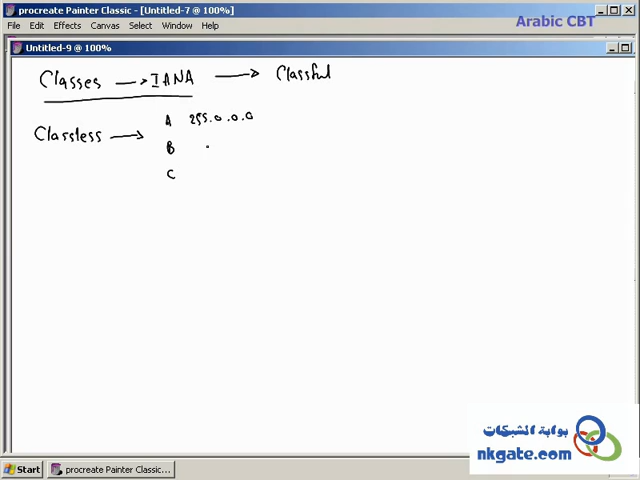 procreate Painter Classic - [Untitled-7 @ 100%]
Arabic CBT
File Edit Effects Canvas Select Window Help
Untitled-9 @ 100%
Classes → IANA → Classful
Classless → A 255.0.0.0
B
C
بوابة الشبكات
nkgate.com
Start procreate Painter Classic...